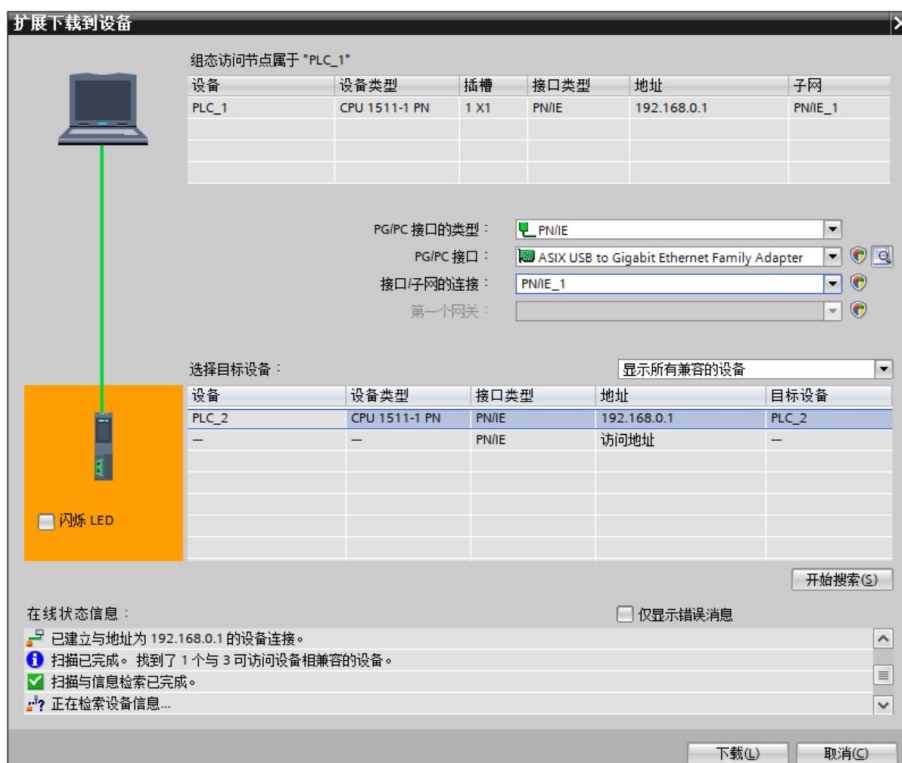 扩展下载到设备
组态访问节点属于 "PLC_1"
设备 设备类型 插槽 接口类型 地址 子网
PLC_1 CPU 1511-1 PN 1 X1 PN/IE 192.168.0.1 PN/IE_1
PG/PC 接口的类型： PN/IE
PG/PC 接口： ASIX USB to Gigabit Ethernet Family Adapter
接口/子网的连接： PN/IE_1
第一个网关：
选择目标设备： 显示所有兼容的设备
设备 设备类型 接口类型 地址 目标设备
PLC_2 CPU 1511-1 PN PN/IE 192.168.0.1 PLC_2
— — PN/IE 访问地址 —
闪烁 LED
开始搜索(S)
在线状态信息： 仅显示错误消息
已建立与地址为 192.168.0.1 的设备连接。
扫描已完成。找到了 1 个与 3 可访问设备相兼容的设备。
扫描与信息检索已完成。
正在检索设备信息...
下载(L) 取消(C)